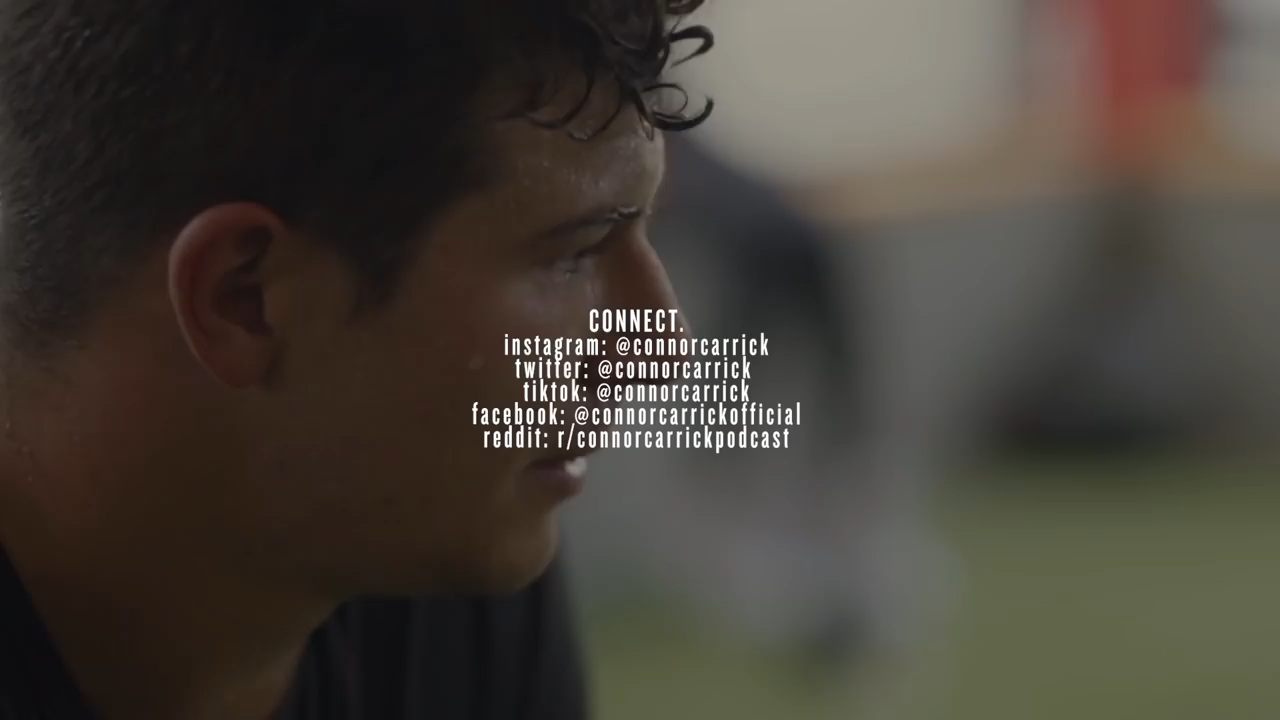 CONNECT.
instagram: @connorcarrick
twitter: @connorcarrick
tiktok: @connorcarrick
facebook: @connorcarrickofficial
reddit: r/connorcarrickpodcast